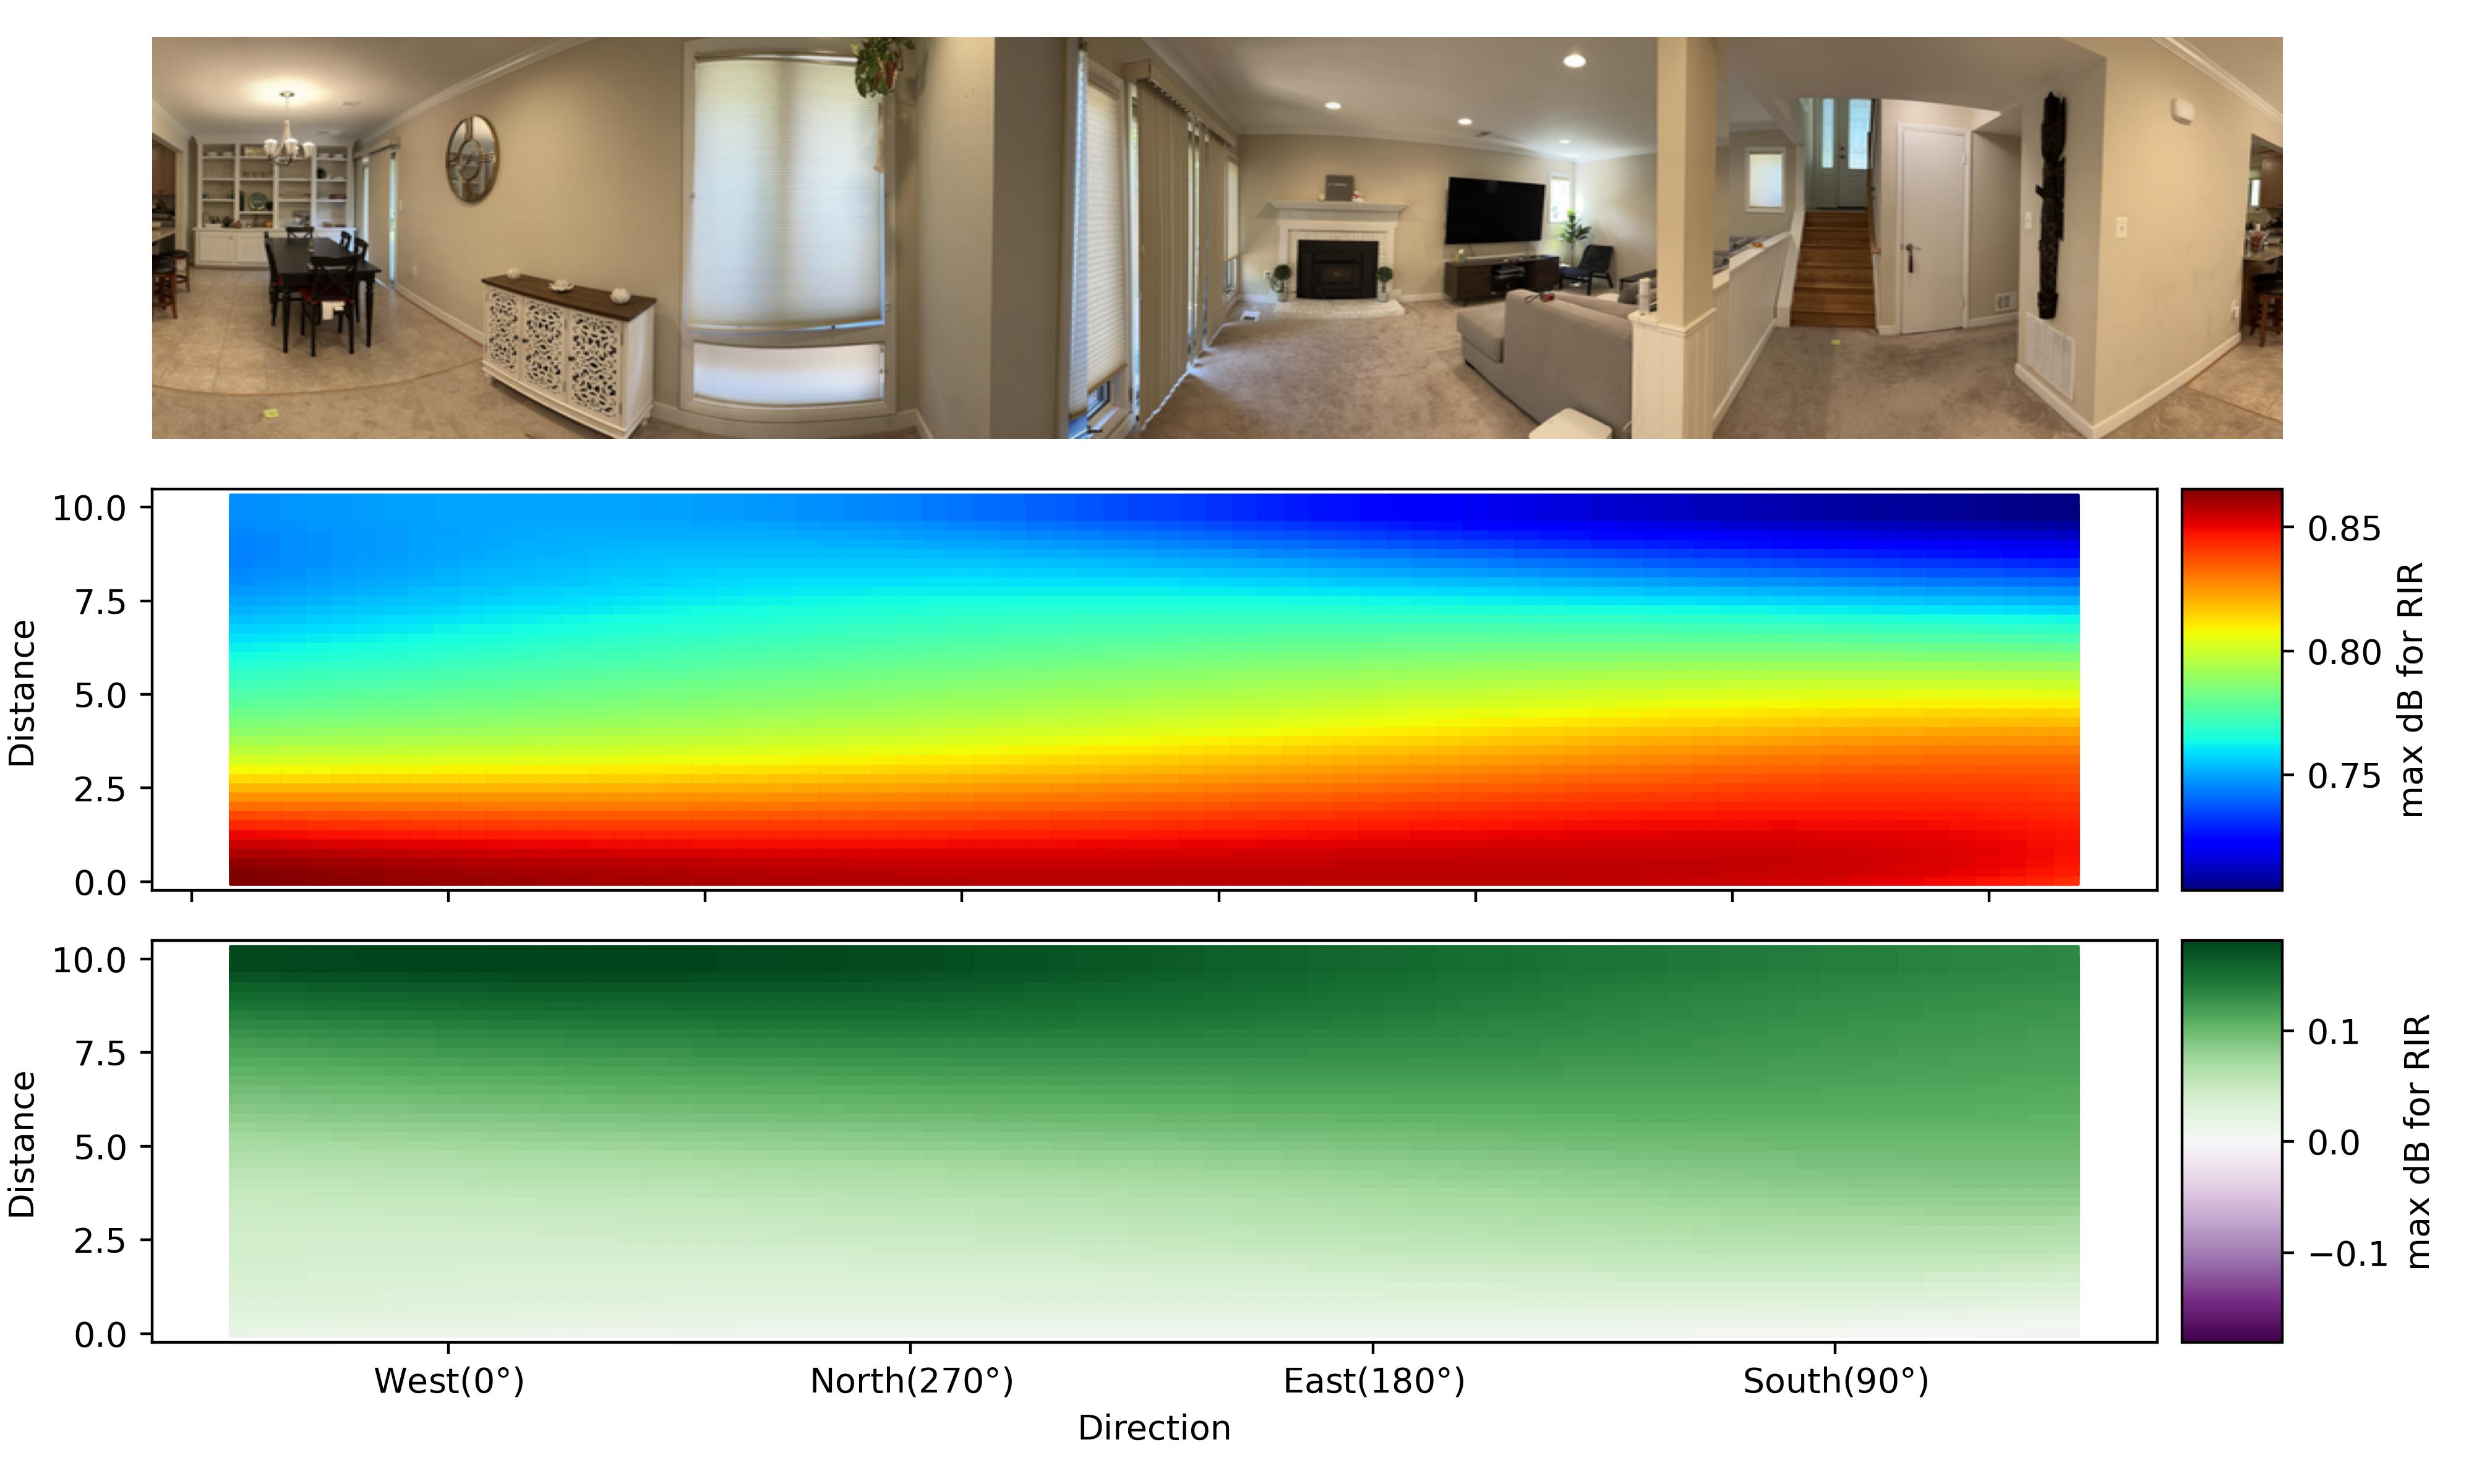 10.0
7.5
5.0
2.5
0.0
Distance
0.85
0.80
0.75
max dB for RIR
10.0
7.5
5.0
2.5
0.0
Distance
0.1
0.0
−0.1
max dB for RIR
West(0°)
North(270°)
East(180°)
South(90°)
Direction